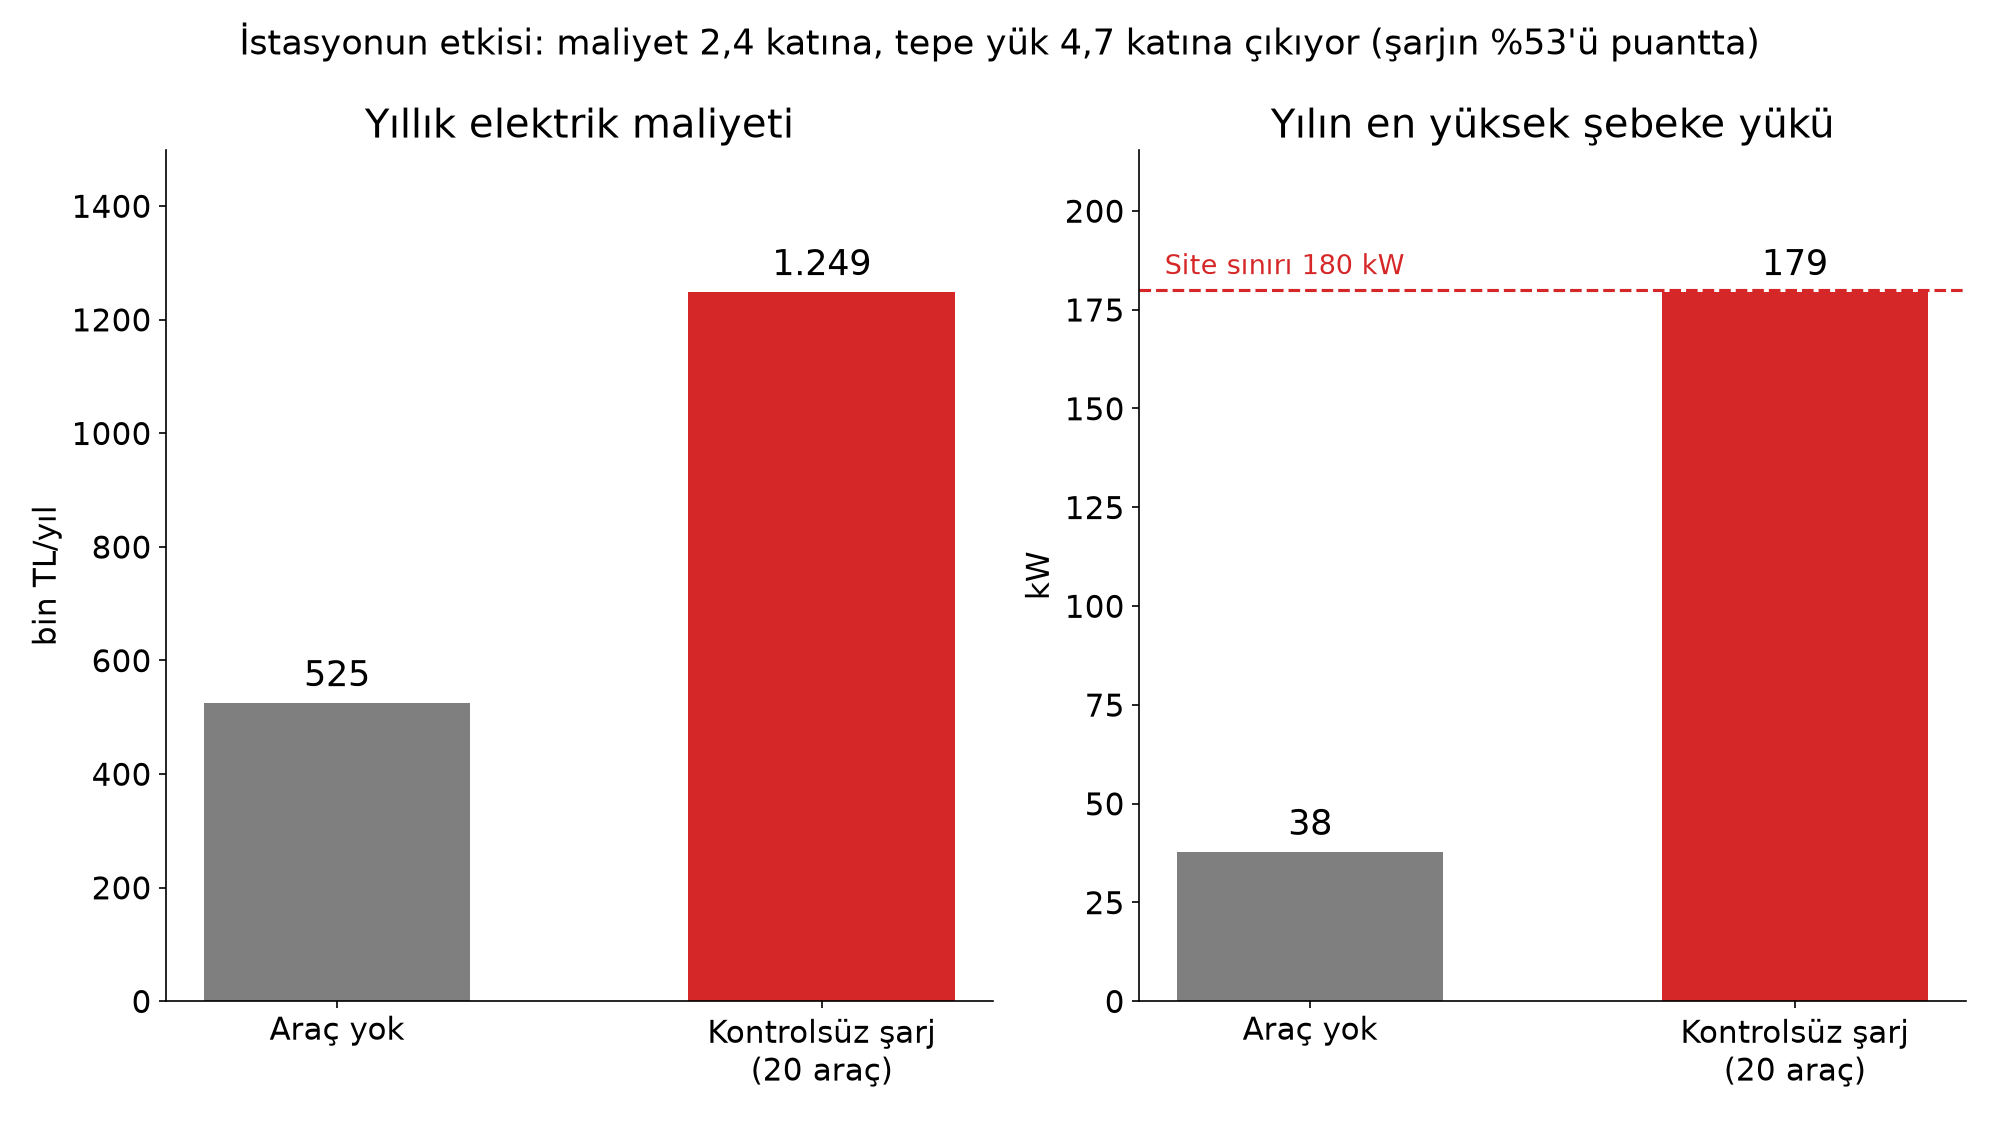 İstasyonun etkisi: maliyet 2,4 katına, tepe yük 4,7 katına çıkıyor (şarjın %53'ü puantta)
Yıllık elektrik maliyeti
bin TL/yıl
1400
1200
1000
800
600
400
200
0
525
1.249
Araç yok
Kontrolsüz şarj
(20 araç)
Yılın en yüksek şebeke yükü
kW
200
175
150
125
100
75
50
25
0
Site sınırı 180 kW
179
38
Araç yok
Kontrolsüz şarj
(20 araç)